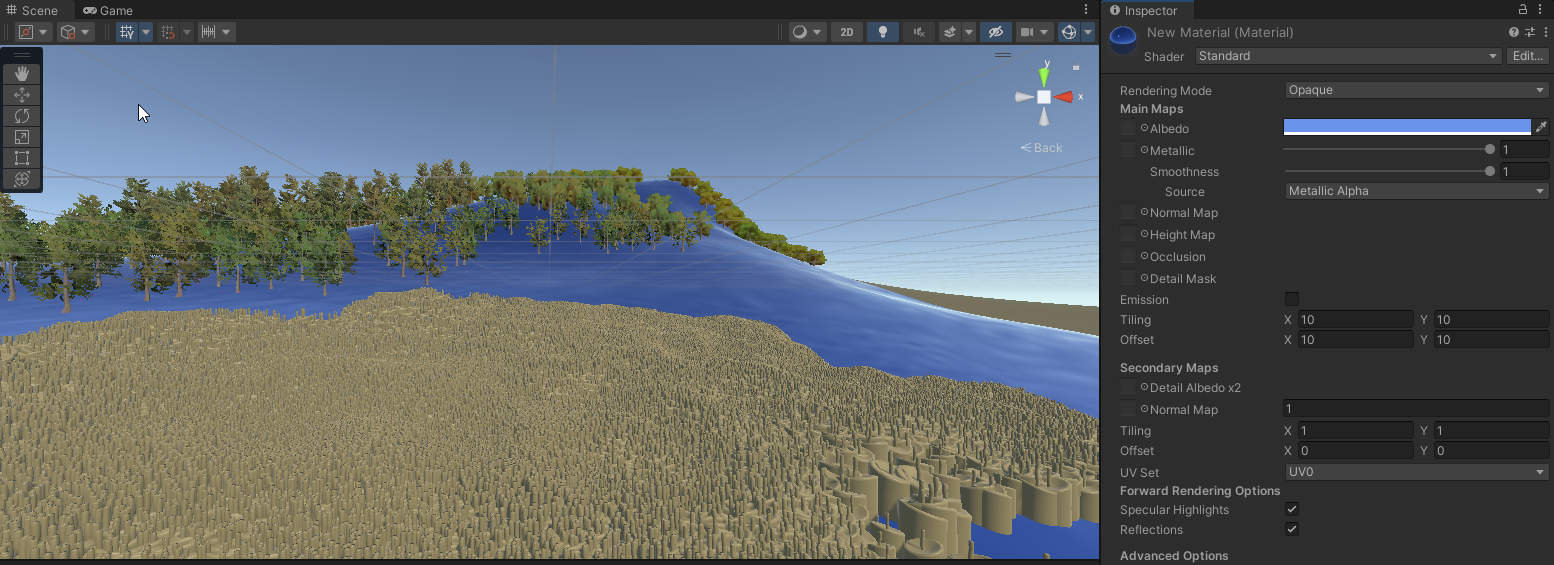 Scene Game
Inspector
New Material (Material)
Shader Standard Edit...
2D
y
x
Back
Rendering Mode Opaque
Main Maps
Albedo
Metallic 1
Smoothness 1
Source Metallic Alpha
Normal Map
Height Map
Occlusion
Detail Mask
Emission
Tiling X 10 Y 10
Offset X 10 Y 10
Secondary Maps
Detail Albedo x2
Normal Map 1
Tiling X 1 Y 1
Offset X 0 Y 0
UV Set UV0
Forward Rendering Options
Specular Highlights
Reflections
Advanced Options